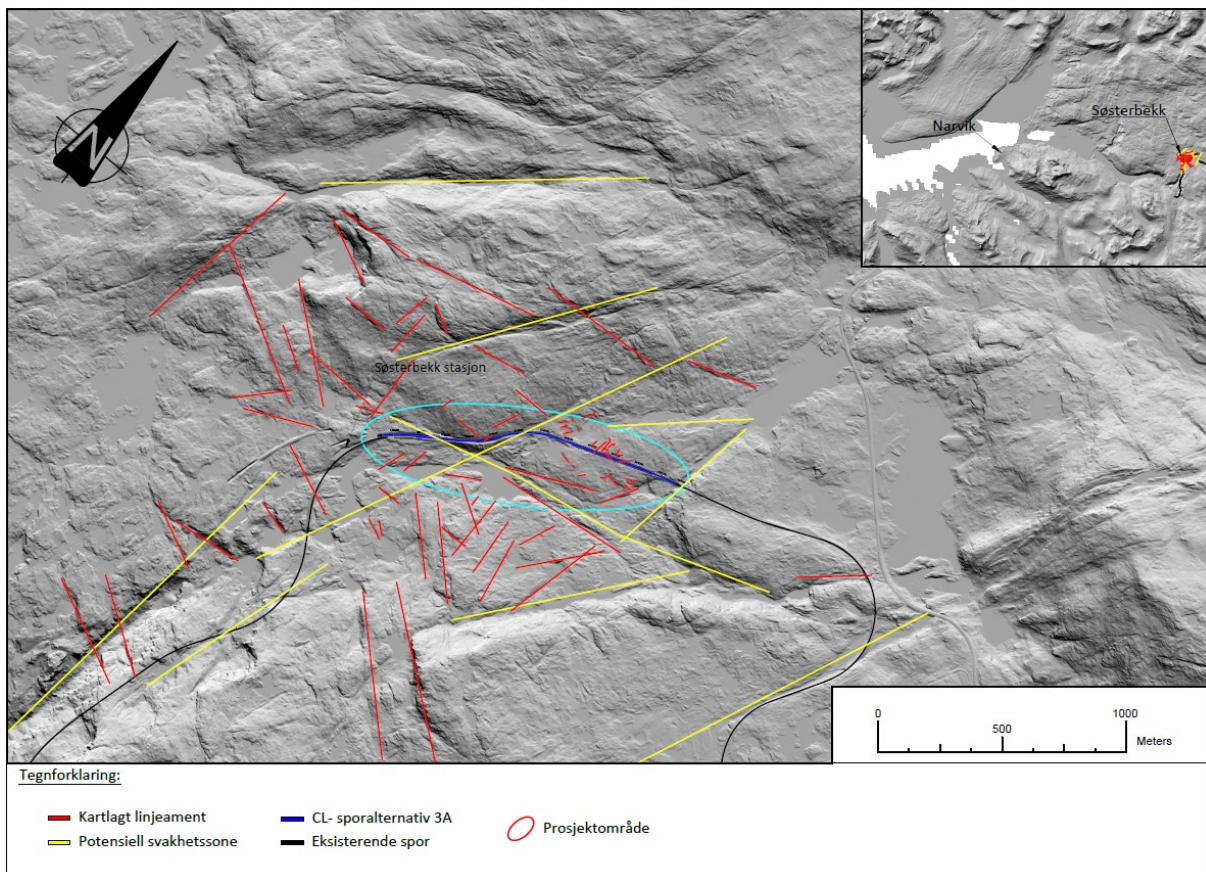 N
Narvik
Søsterbekk
Søsterbekk stasjon
0
1000
500
Meters
Tegnforklaring:
Kartlagt linjeament
CL- sporalternativ 3A
Prosjektområde
Potensiell svakhetssone
Eksisterende spor